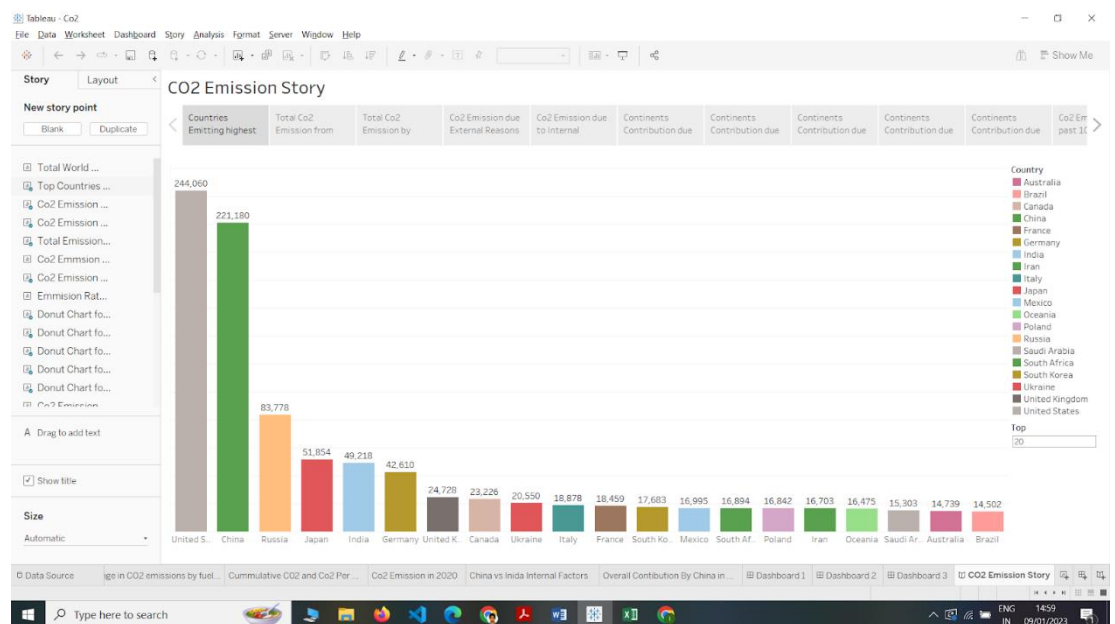 Tableau - Co2
File Data Worksheet Dashboard Story Analysis Format Server Window Help
Show Me
Story Layout
New story point
Blank Duplicate
Total World ...
Top Countries ...
Co2 Emission ...
Co2 Emission ...
Total Emission...
Co2 Emmsion ...
Co2 Emission ...
Emmision Rat...
Donut Chart fo...
Donut Chart fo...
Donut Chart fo...
Donut Chart fo...
Donut Chart fo...
Co2 Emission
A Drag to add text
Show title
Size
Automatic
CO2 Emission Story
Countries
Emitting highest
Total Co2
Emission from
Total Co2
Emission by
Co2 Emission due
External Reasons
Co2 Emission due
to Internal
Continents
Contribution due
Continents
Contribution due
Continents
Contribution due
Continents
Contribution due
Continents
Contribution due
Co2 Em
past 10
244,060
221,180
83,778
51,854
49,218
42,610
24,728
23,226
20,550
18,878
18,459
17,683
16,995
16,894
16,842
16,703
16,475
15,303
14,739
14,502
United S.. China Russia Japan India Germany United K.. Canada Ukraine Italy France South Ko.. Mexico South Af.. Poland Iran Oceania Saudi Ar.. Australia Brazil
Country
Australia
Brazil
Canada
China
France
Germany
India
Iran
Italy
Japan
Mexico
Oceania
Poland
Russia
Saudi Arabia
South Africa
South Korea
Ukraine
United Kingdom
United States
Top
20
Data Source ige in CO2 emissions by fuel... Cummulative C02 and Co2 Per ... Co2 Emission in 2020 China vs Inida Internal Factors Overall Contibution By China in ... Dashboard 1 Dashboard 2 Dashboard 3 CO2 Emission Story
Type here to search
ENG
IN
14:59
09/01/2023